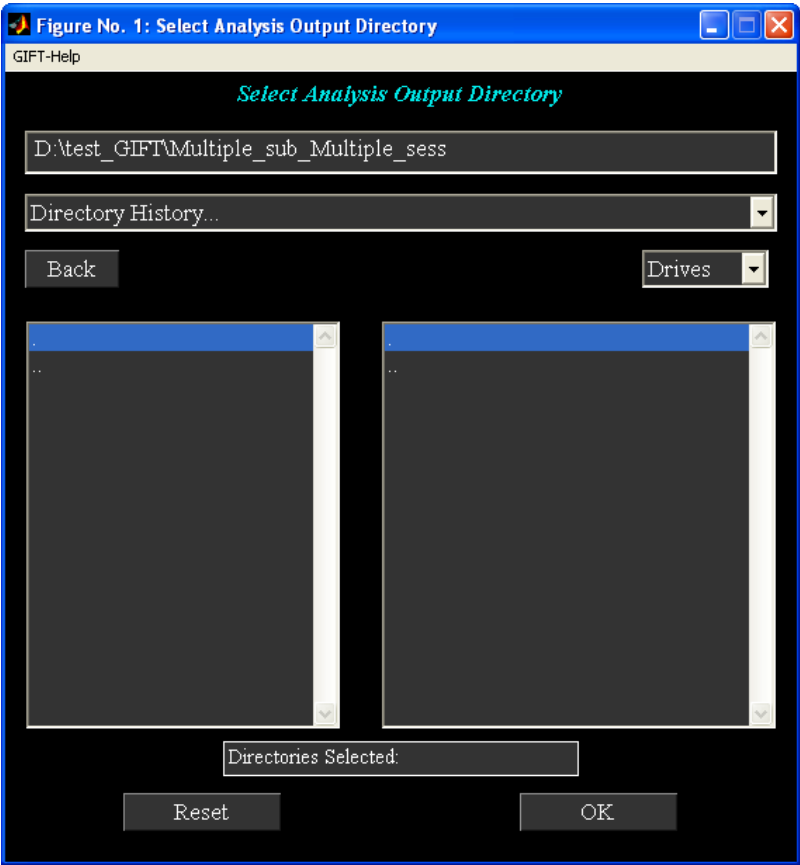 Figure No. 1: Select Analysis Output Directory
GIFT-Help
Select Analysis Output Directory
D:\test_GIFT\Multiple_sub_Multiple_sess
Directory History...
Back
Drives
.
.
..
..
Directories Selected:
Reset
OK